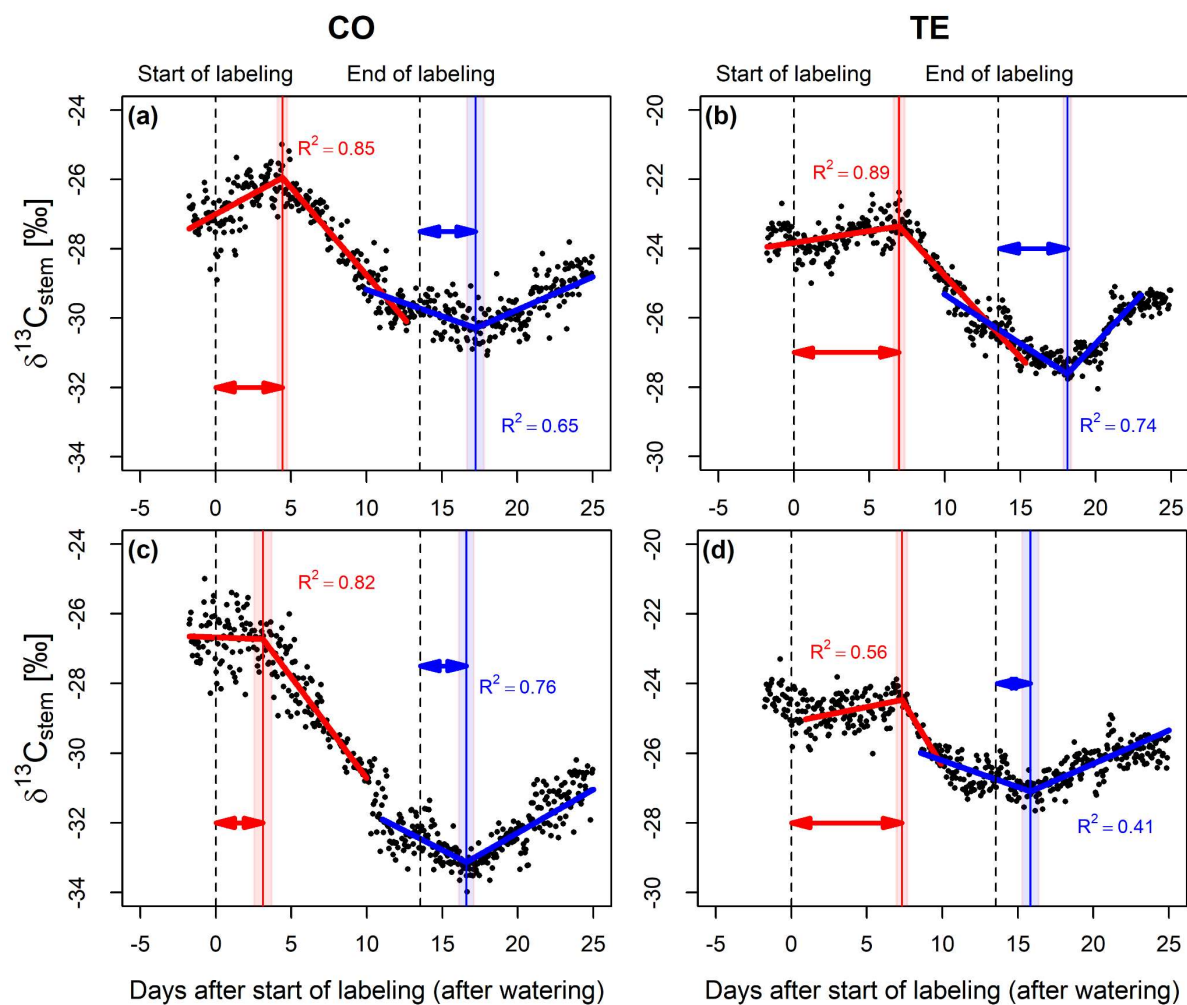 CO TE
Start of labeling End of labeling Start of labeling End of labeling
(a) (b)
R² = 0.85 R² = 0.89
R² = 0.65 R² = 0.74
δ¹³C_stem [‰]
-24 -26 -28 -30 -32 -34
-20 -22 -24 -26 -28 -30
-5 0 5 10 15 20 25
-5 0 5 10 15 20 25
(c) (d)
R² = 0.82 R² = 0.56
R² = 0.76 R² = 0.41
δ¹³C_stem [‰]
-24 -26 -28 -30 -32 -34
-20 -22 -24 -26 -28 -30
-5 0 5 10 15 20 25
-5 0 5 10 15 20 25
Days after start of labeling (after watering) Days after start of labeling (after watering)